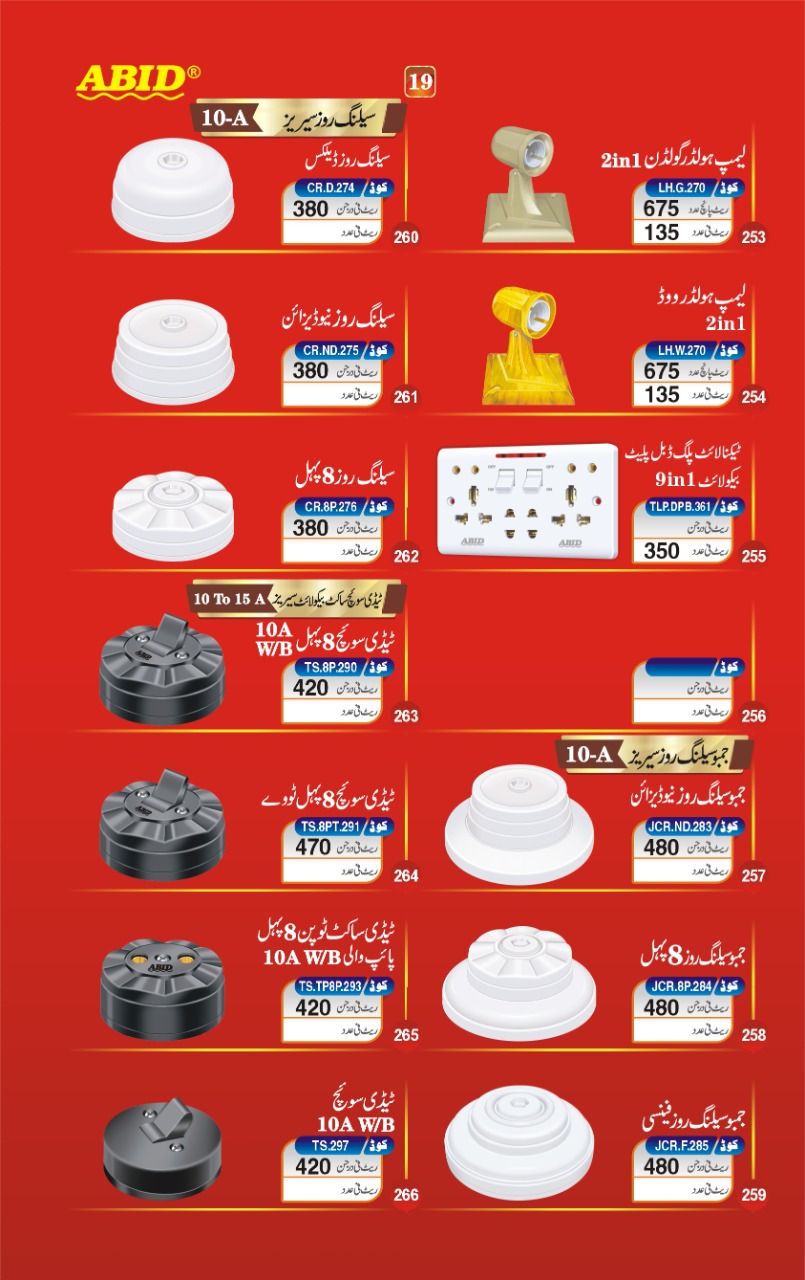 ABID®
19
لیمپ ہولڈر گولڈن 2in1
کوڈ LH.G.270
ریٹ پانچ عدد 675
ریٹ فی عدد 135
253
لیمپ ہولڈر ووڈ
2in1
کوڈ LH.W.270
ریٹ پانچ عدد 675
ریٹ فی عدد 135
254
ٹیکنالائٹ پلگ ڈبل پلیٹ
بیکولائٹ 9in1
کوڈ TLP.DPB.361
ریٹ فی درجن
ریٹ فی عدد 350
255
OFF OFF
ON ON
ABID ABID
کوڈ
ریٹ فی درجن
ریٹ فی عدد
256
جمبو سیلنگ روز سیریز 10-A
جمبو سیلنگ روز نیو ڈیزائن
کوڈ JCR.ND.283
ریٹ فی درجن 480
ریٹ فی عدد
257
جمبو سیلنگ روز 8 پہل
کوڈ JCR.8P.284
ریٹ فی درجن 480
ریٹ فی عدد
258
جمبو سیلنگ روز فینسی
کوڈ JCR.F.285
ریٹ فی درجن 480
ریٹ فی عدد
259
سیلنگ روز سیریز 10-A
سیلنگ روز ڈیلکس
کوڈ CR.D.274
ریٹ فی درجن 380
ریٹ فی عدد
260
سیلنگ روز نیو ڈیزائن
کوڈ CR.ND.275
ریٹ فی درجن 380
ریٹ فی عدد
261
سیلنگ روز 8 پہل
کوڈ CR.8P.276
ریٹ فی درجن 380
ریٹ فی عدد
262
ٹیڈی سوئچ ساکٹ بیکولائٹ سیریز 10 To 15 A
ٹیڈی سوئچ 8 پہل 10A W/B
کوڈ TS.8P.290
ریٹ فی درجن 420
ریٹ فی عدد
263
ABID
ٹیڈی سوئچ 8 پہل ٹووے
کوڈ TS.8PT.291
ریٹ فی درجن 470
ریٹ فی عدد
264
ABID
ٹیڈی ساکٹ ٹوپن 8 پہل
پائپ والی 10A W/B
کوڈ TS.TP8P.293
ریٹ فی درجن 420
ریٹ فی عدد
265
ABID
ٹیڈی سوئچ
10A W/B
کوڈ TS.297
ریٹ فی درجن 420
ریٹ فی عدد
266